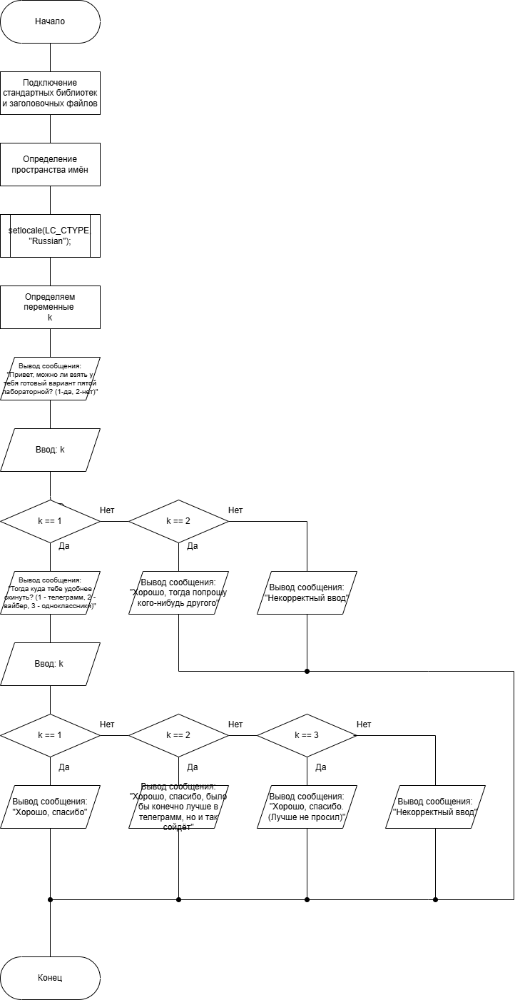 Начало
Подключение
стандартных библиотек
и заголовочных файлов
Определение
пространства имён
setlocale(LC_CTYPE,
"Russian");
Определяем
переменные
k
Вывод сообщения:
"Привет, можно ли взять у
тебя готовый вариант пятой
лабораторной? (1-да, 2-нет)"
Ввод: k
k == 1
Нет
k == 2
Нет
Да
Да
Вывод сообщения:
"Тогда куда тебе удобнее
скинуть? (1 - телеграмм, 2 -
вайбер, 3 - одноклассники)"
Вывод сообщения:
"Хорошо, тогда попрошу
кого-нибудь другого"
Вывод сообщения:
"Некорректный ввод"
Ввод: k
k == 1
Нет
k == 2
Нет
k == 3
Нет
Да
Да
Да
Вывод сообщения:
"Хорошо, спасибо"
Вывод сообщения:
"Хорошо, спасибо, было
бы конечно лучше в
телеграмм, но и так
сойдёт"
Вывод сообщения:
"Хорошо, спасибо.
(Лучше не просил)"
Вывод сообщения:
"Некорректный ввод"
Конец